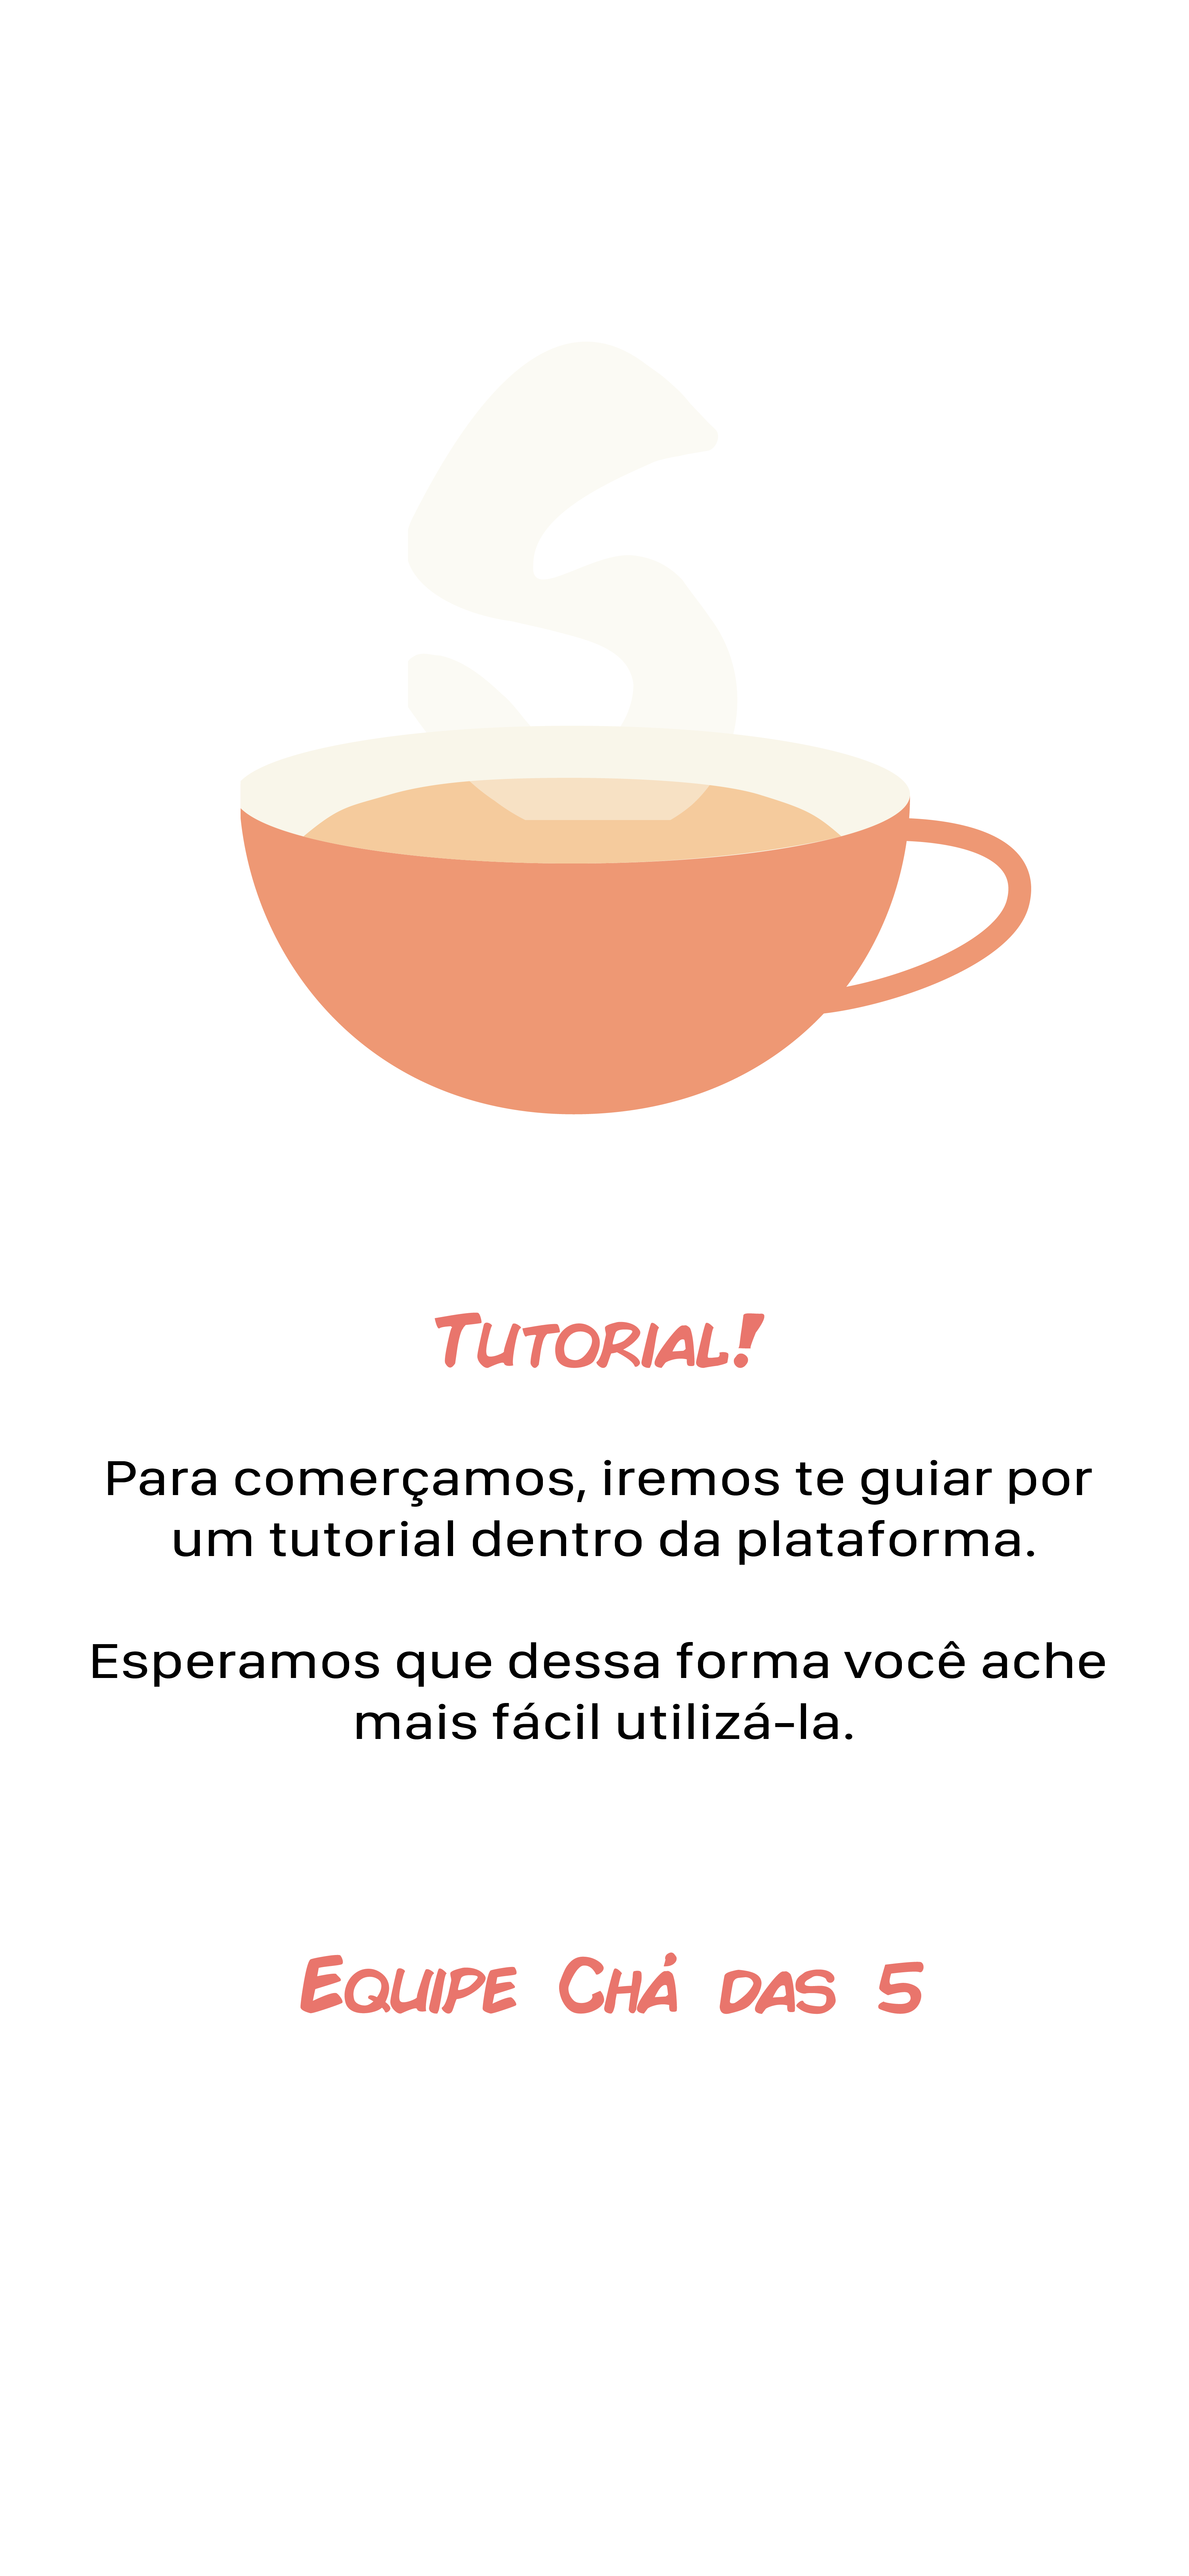 Tutorial!
Para comerçamos, iremos te guiar por
um tutorial dentro da plataforma.
Esperamos que dessa forma você ache
mais fácil utilizá-la.
Equipe Chá das 5